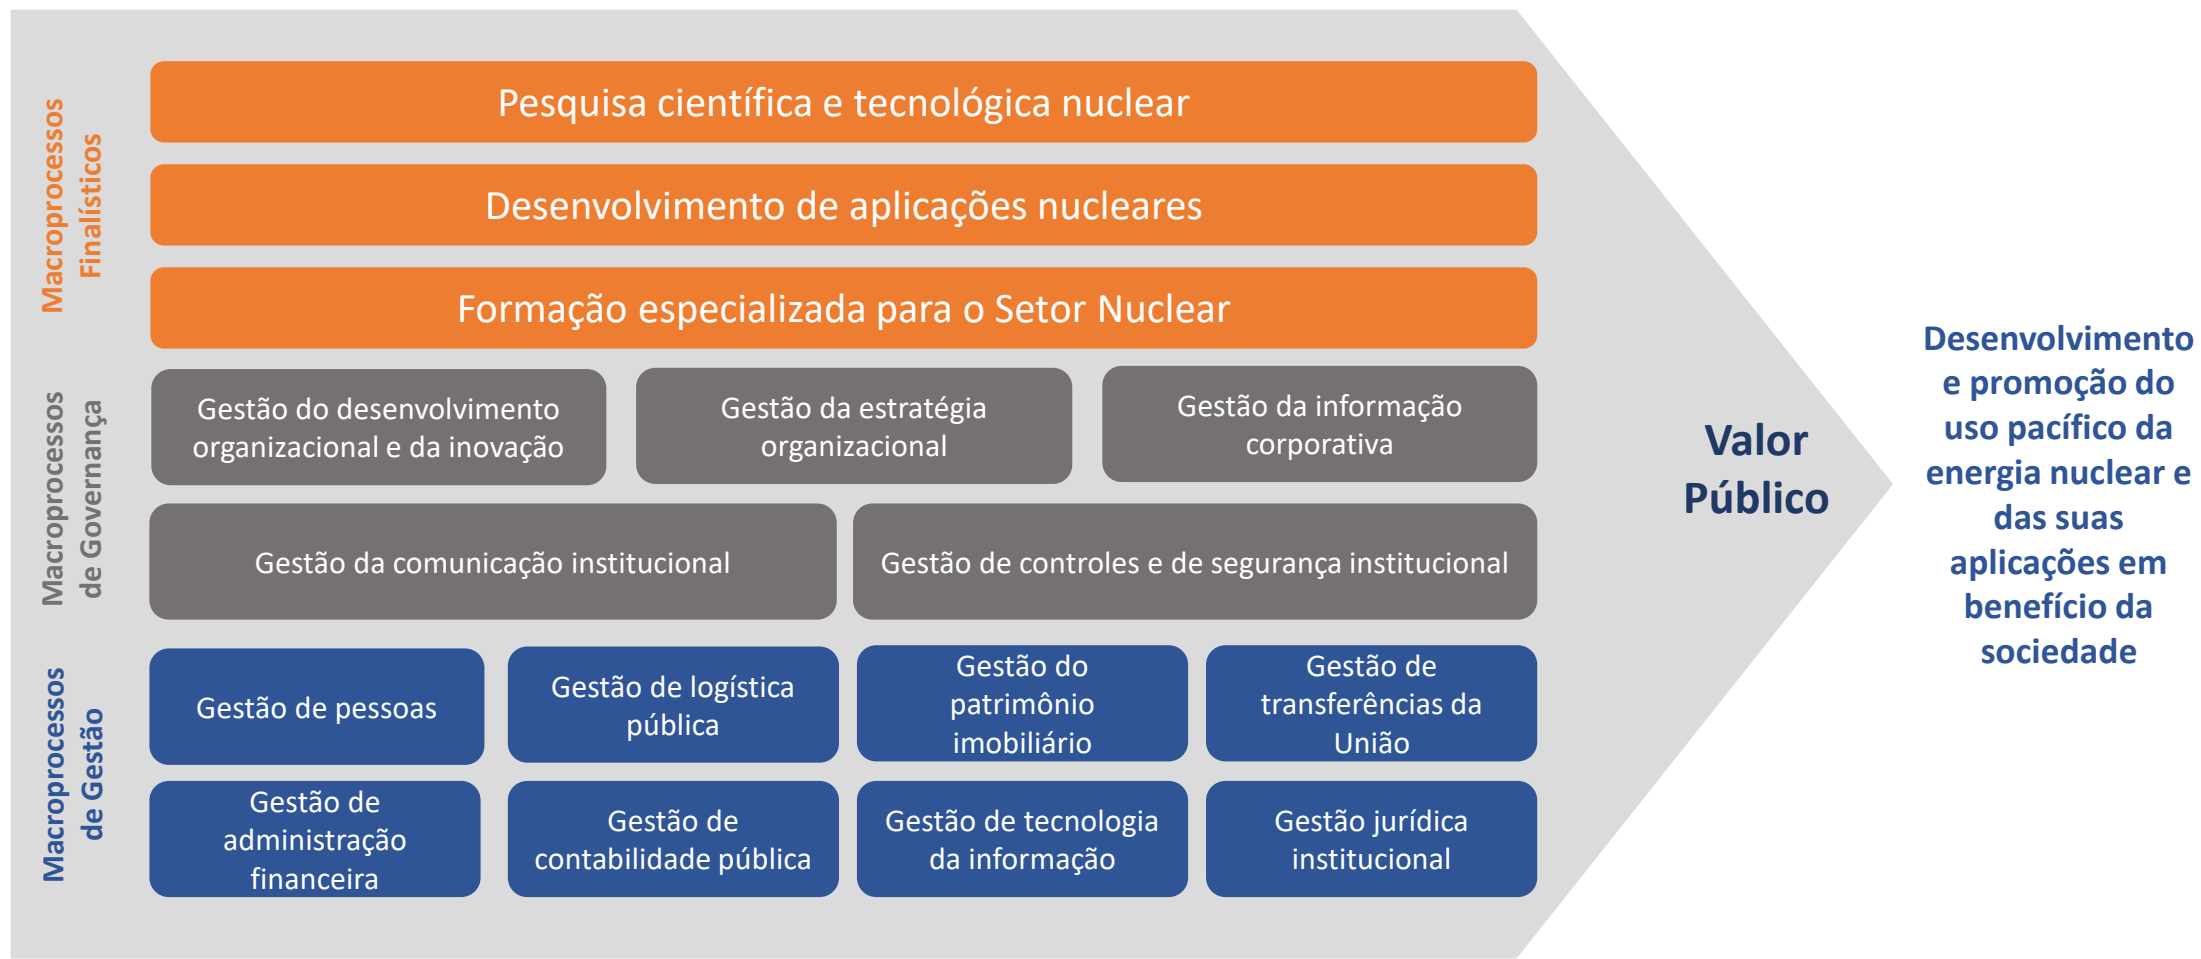 Macroprocessos
Finalísticos
Pesquisa científica e tecnológica nuclear
Desenvolvimento de aplicações nucleares
Formação especializada para o Setor Nuclear
Macroprocessos
de Governança
Gestão do desenvolvimento
organizacional e da inovação
Gestão da estratégia
organizacional
Gestão da informação
corporativa
Gestão da comunicação institucional
Gestão de controles e de segurança institucional
Macroprocessos
de Gestão
Gestão de pessoas
Gestão de logística
pública
Gestão do
patrimônio
imobiliário
Gestão de
transferências da
União
Gestão de
administração
financeira
Gestão de
contabilidade pública
Gestão de tecnologia
da informação
Gestão jurídica
institucional
Valor
Público
Desenvolvimento
e promoção do
uso pacífico da
energia nuclear e
das suas
aplicações em
benefício da
sociedade